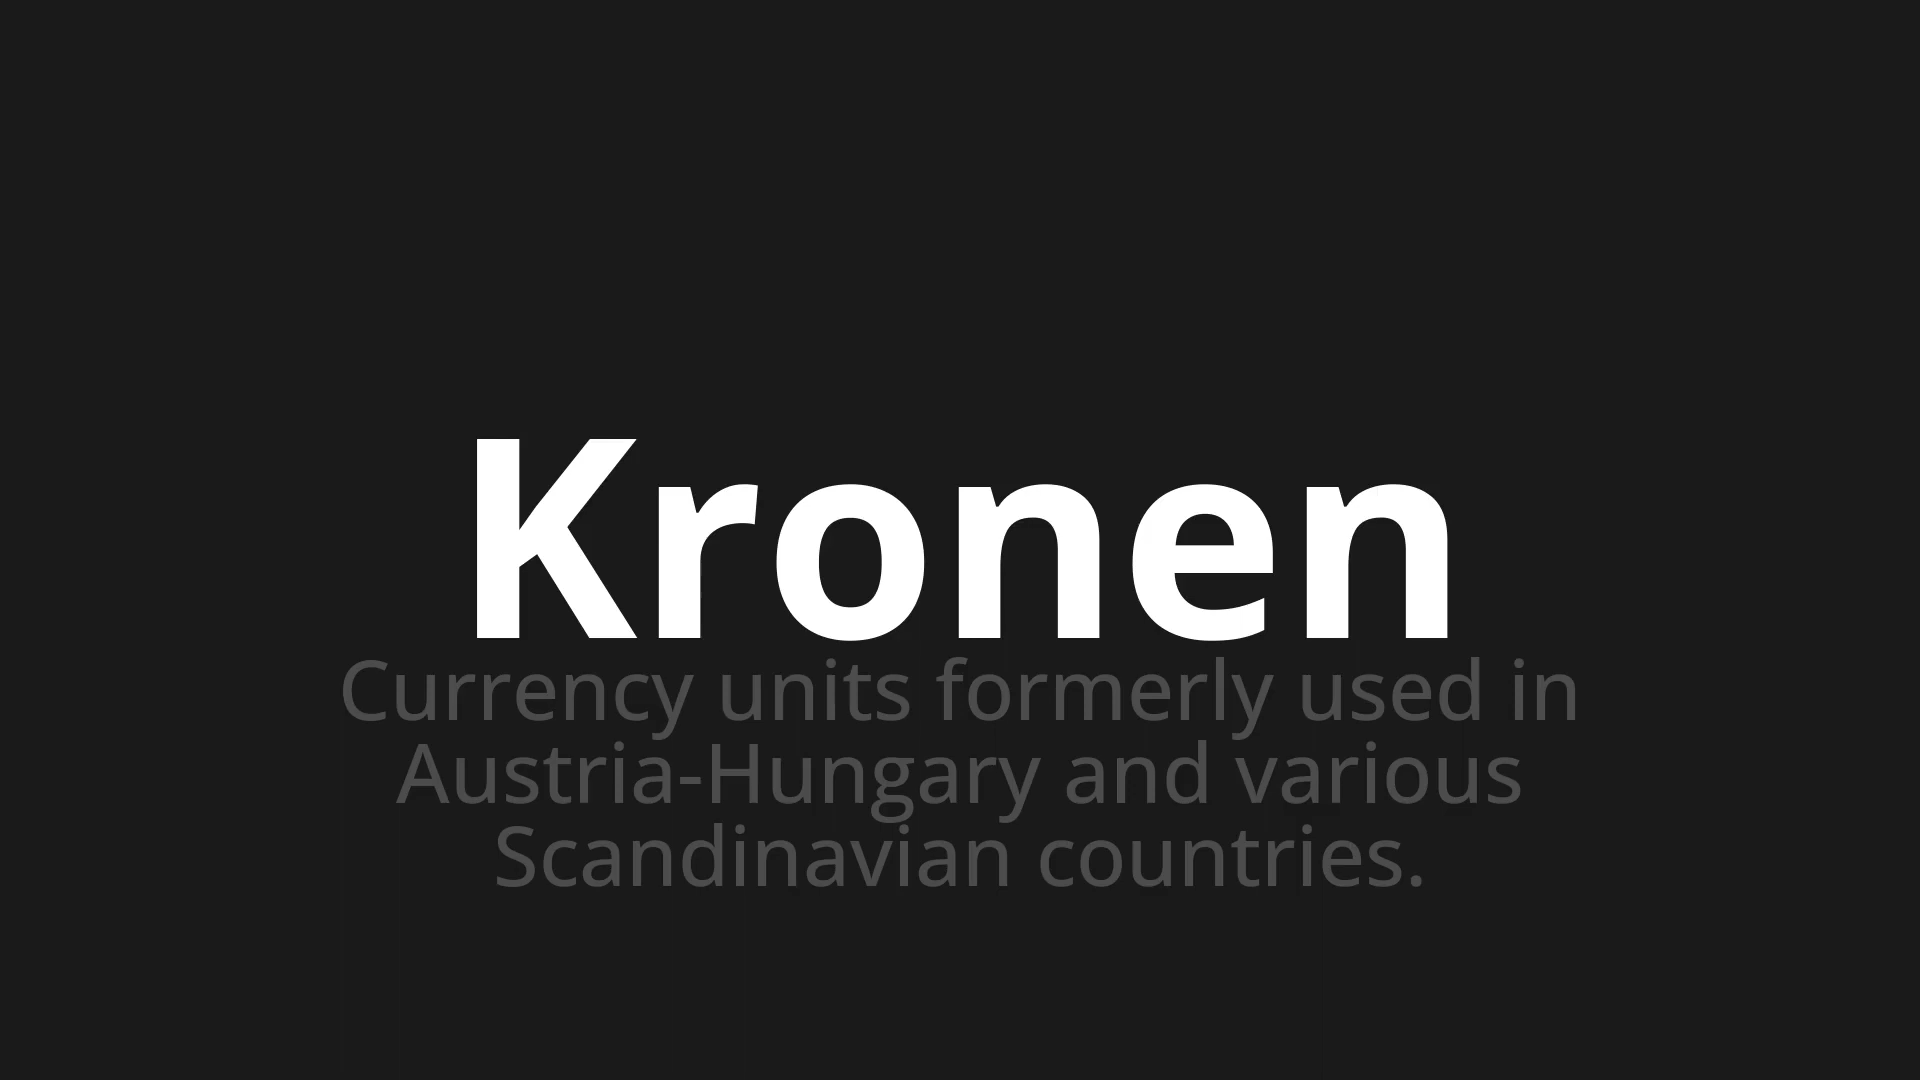 Kronen
Currency units formerly used in
Austria-Hungary and various
Scandinavian countries.